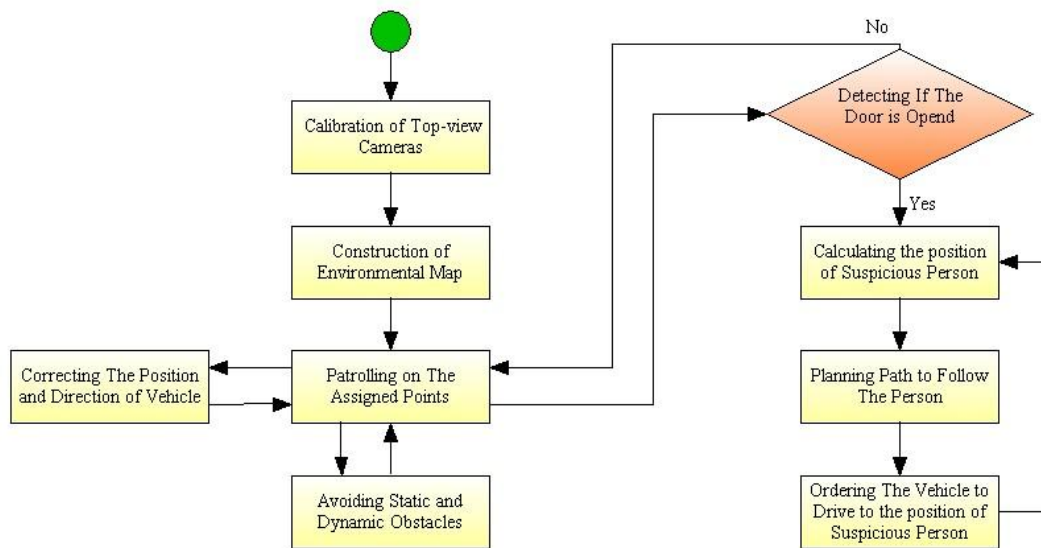 No
Detecting If The
Door is Opend
Calibration of Top-view
Cameras
Yes
Construction of
Environmental Map
Calculating the position
of Suspicious Person
Correcting The Position
and Direction of Vehicle
Patrolling on The
Assigned Points
Planning Path to Follow
The Person
Avoiding Static and
Dynamic Obstacles
Ordering The Vehicle to
Drive to the position of
Suspicious Person